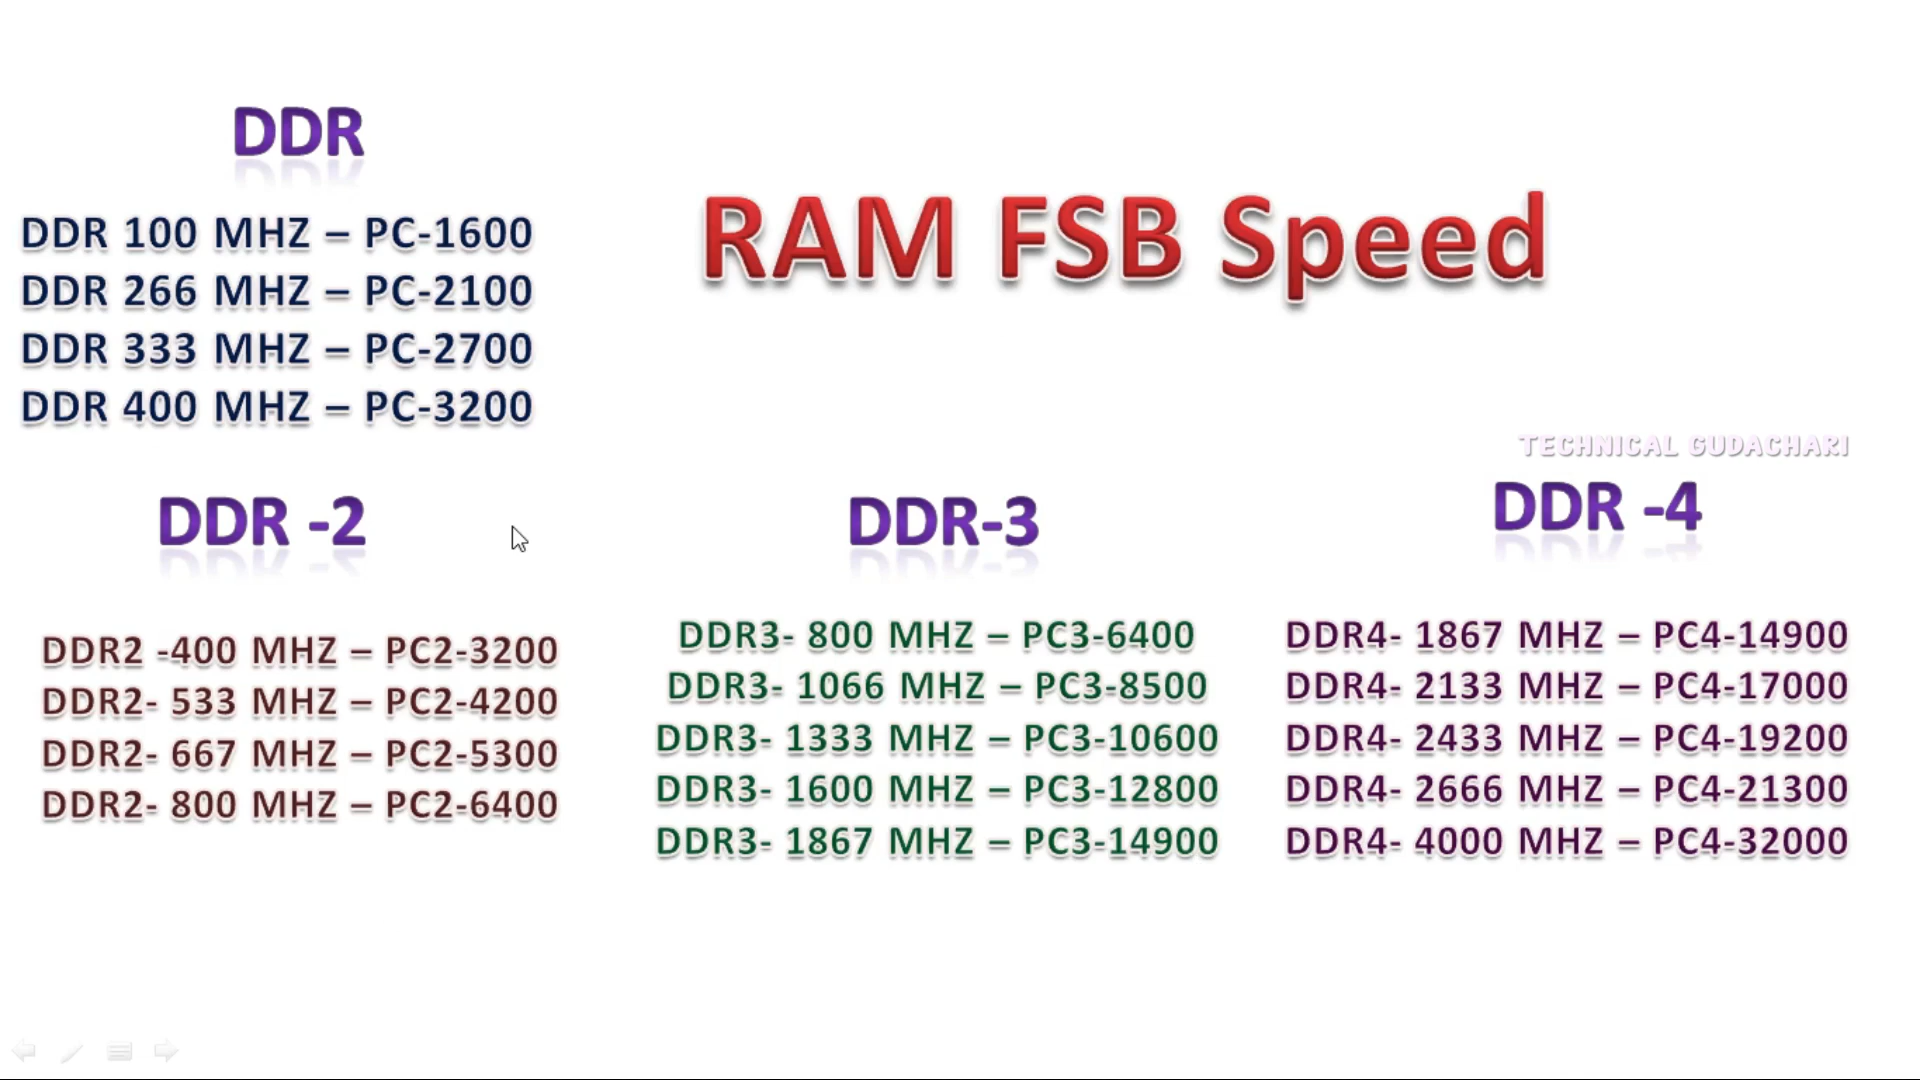 DDR
DDR 100 MHZ – PC-1600
DDR 266 MHZ – PC-2100
DDR 333 MHZ – PC-2700
DDR 400 MHZ – PC-3200
RAM FSB Speed
TECHNICAL GUDACHARI
DDR -2
DDR2 -400 MHZ – PC2-3200
DDR2- 533 MHZ – PC2-4200
DDR2- 667 MHZ – PC2-5300
DDR2- 800 MHZ – PC2-6400
DDR-3
DDR3- 800 MHZ – PC3-6400
DDR3- 1066 MHZ – PC3-8500
DDR3- 1333 MHZ – PC3-10600
DDR3- 1600 MHZ – PC3-12800
DDR3- 1867 MHZ – PC3-14900
DDR -4
DDR4- 1867 MHZ – PC4-14900
DDR4- 2133 MHZ – PC4-17000
DDR4- 2433 MHZ – PC4-19200
DDR4- 2666 MHZ – PC4-21300
DDR4- 4000 MHZ – PC4-32000